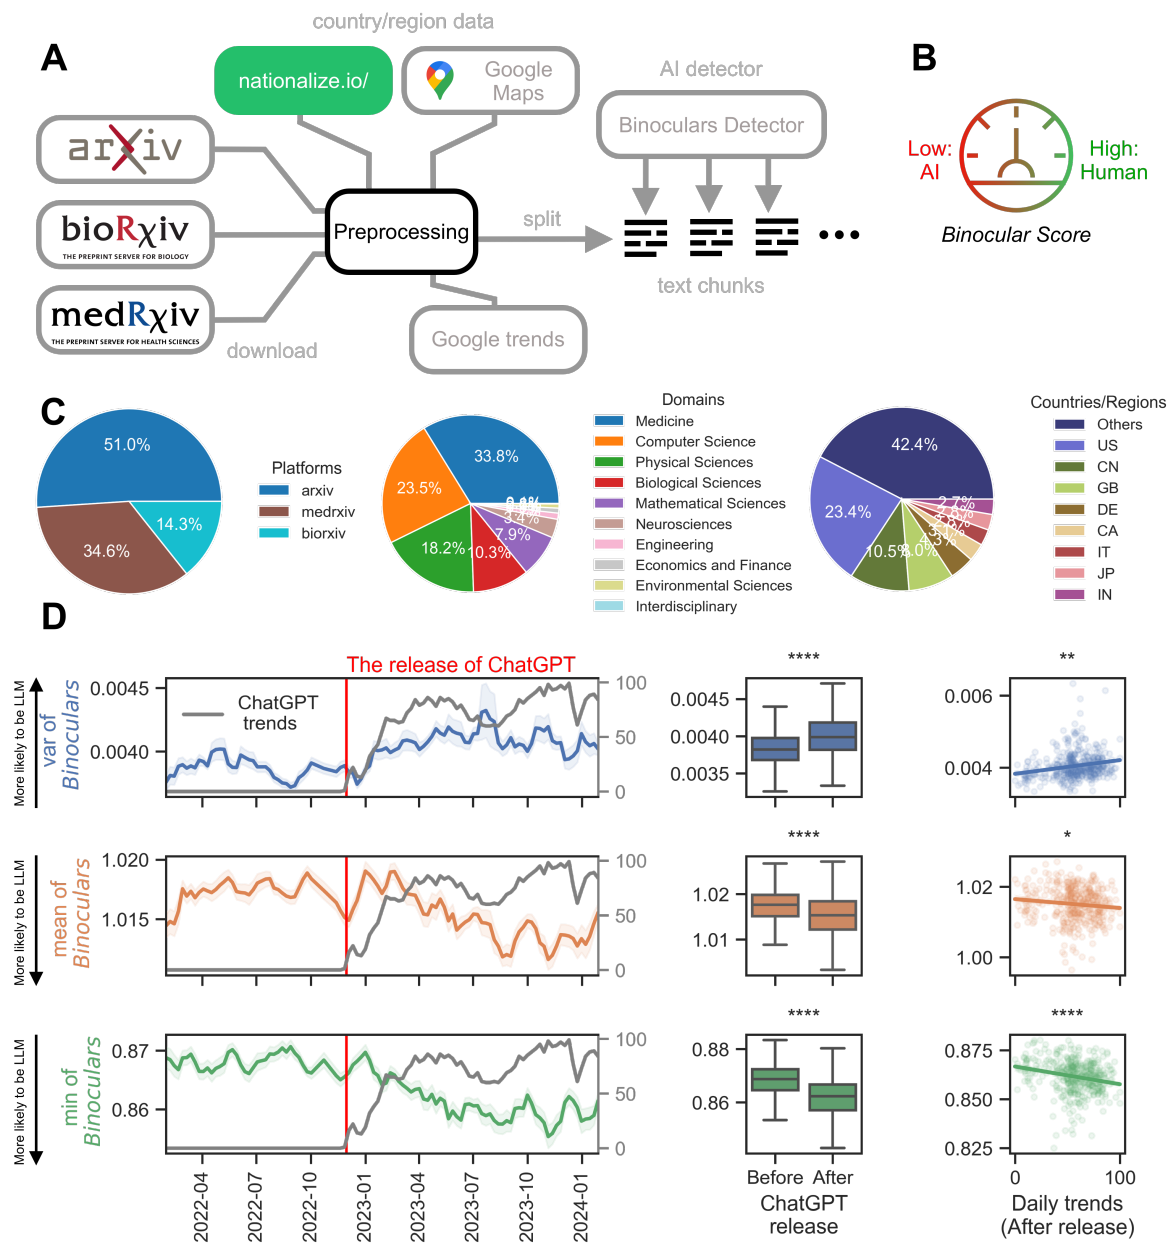 A
country/region data
nationalize.io/
Google
Maps
AI detector
Binoculars Detector
B
Low:
AI
High:
Human
Binocular Score
arXiv
bioRχiv
THE PREPRINT SERVER FOR BIOLOGY
medRχiv
THE PREPRINT SERVER FOR HEALTH SCIENCES
download
Preprocessing
split
text chunks
Google trends
C
51.0%
34.6%
14.3%
Platforms
arxiv
medrxiv
biorxiv
33.8%
23.5%
18.2%
10.3%
7.9%
3.4%
Domains
Medicine
Computer Science
Physical Sciences
Biological Sciences
Mathematical Sciences
Neurosciences
Engineering
Economics and Finance
Environmental Sciences
Interdisciplinary
42.4%
23.4%
10.5%
8.0%
4.3%
2.7%
Countries/Regions
Others
US
CN
GB
DE
CA
IT
JP
IN
D
The release of ChatGPT
More likely to be LLM
var of
Binoculars
0.0045
0.0040
ChatGPT
trends
100
50
0
****
0.0045
0.0040
0.0035
**
0.006
0.004
More likely to be LLM
mean of
Binoculars
1.020
1.015
100
50
0
****
1.02
1.01
*
1.02
1.00
More likely to be LLM
min of
Binoculars
0.87
0.86
100
50
0
2022-04
2022-07
2022-10
2023-01
2023-04
2023-07
2023-10
2024-01
****
0.88
0.86
Before After
ChatGPT
release
****
0.875
0.850
0.825
0
100
Daily trends
(After release)